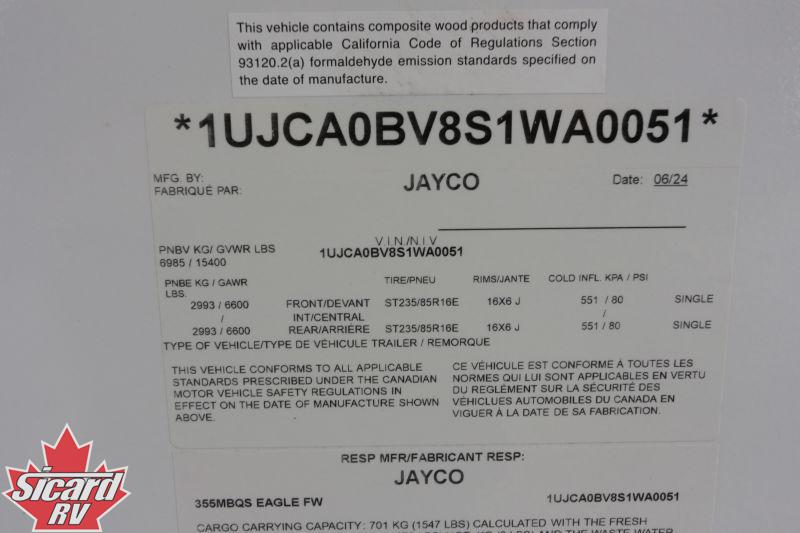 This vehicle contains composite wood products that comply
with applicable California Code of Regulations Section
93120.2(a) formaldehyde emission standards specified on
the date of manufacture.
*1UJCA0BV8S1WA0051*
MFG. BY:
FABRIQUÉ PAR:
JAYCO
Date: 06/24
V.I.N/N.I.V
PNBV KG/ GVWR LBS
6985 / 15400
1UJCA0BV8S1WA0051
PNBE KG / GAWR LBS. TIRE/PNEU RIMS/JANTE COLD INFL. KPA / PSI
2993 / 6600 FRONT/DEVANT ST235/85R16E 16X6 J 551 / 80 SINGLE
/ INT/CENTRAL /
2993 / 6600 REAR/ARRIÈRE ST235/85R16E 16X6 J 551 / 80 SINGLE
TYPE OF VEHICLE/TYPE DE VÉHICULE TRAILER / REMORQUE
THIS VEHICLE CONFORMS TO ALL APPLICABLE
STANDARDS PRESCRIBED UNDER THE CANADIAN
MOTOR VEHICLE SAFETY REGULATIONS IN
EFFECT ON THE DATE OF MANUFACTURE SHOWN
ABOVE.
CE VÉHICULE EST CONFORME À TOUTES LES
NORMES QUI LUI SONT APPLICABLES EN VERTU
DU REGLÉMENT SUR LA SÉCURITÉ DES
VÉHICLUES AUTOMOBILES DU CANADA EN
VIGUER À LA DATE DE SA FABRICATION.
RESP MFR/FABRICANT RESP:
JAYCO
355MBQS EAGLE FW 1UJCA0BV8S1WA0051
CARGO CARRYING CAPACITY: 701 KG (1547 LBS) CALCULATED WITH THE FRESH
AND THE WASTE WATER
Sicard
RV